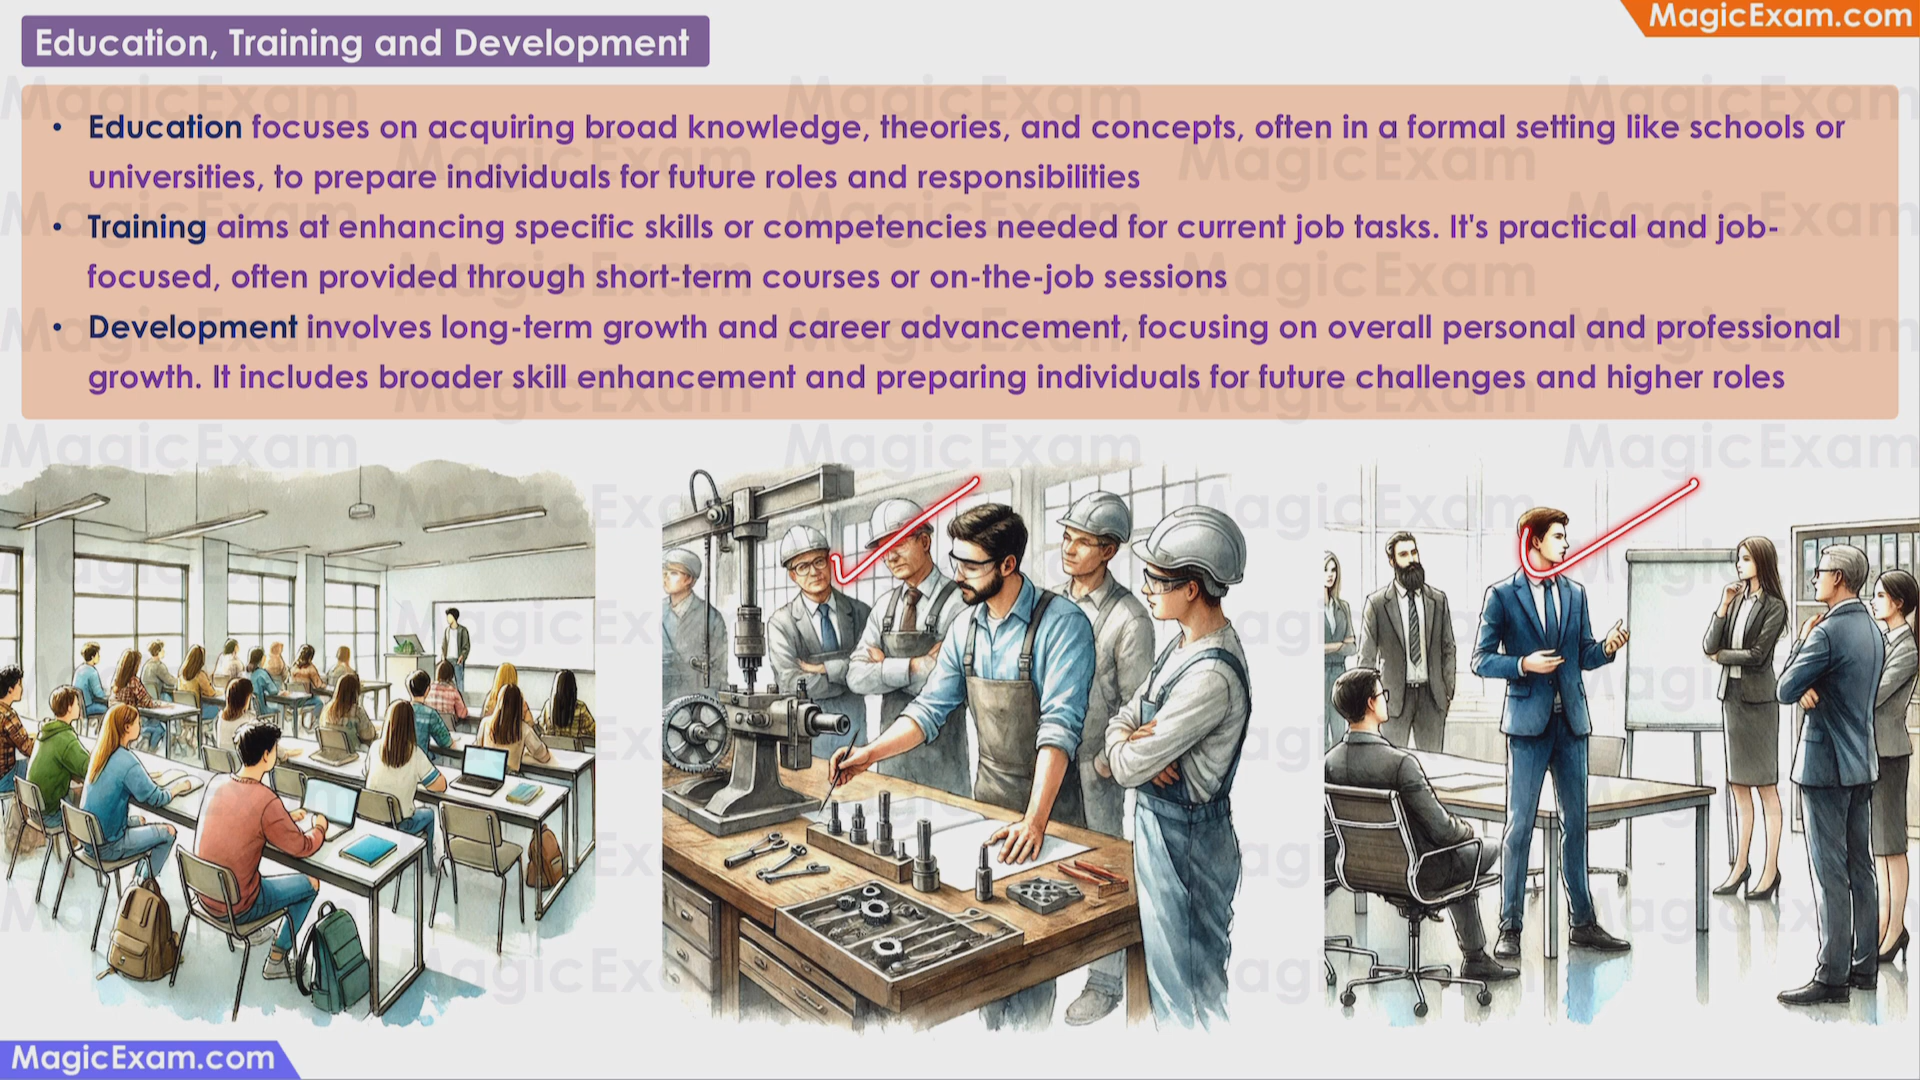 Education, Training and Development
MagicExam.com
• Education focuses on acquiring broad knowledge, theories, and concepts, often in a formal setting like schools or
universities, to prepare individuals for future roles and responsibilities
• Training aims at enhancing specific skills or competencies needed for current job tasks. It's practical and job-
focused, often provided through short-term courses or on-the-job sessions
• Development involves long-term growth and career advancement, focusing on overall personal and professional
growth. It includes broader skill enhancement and preparing individuals for future challenges and higher roles
MagicExam.com